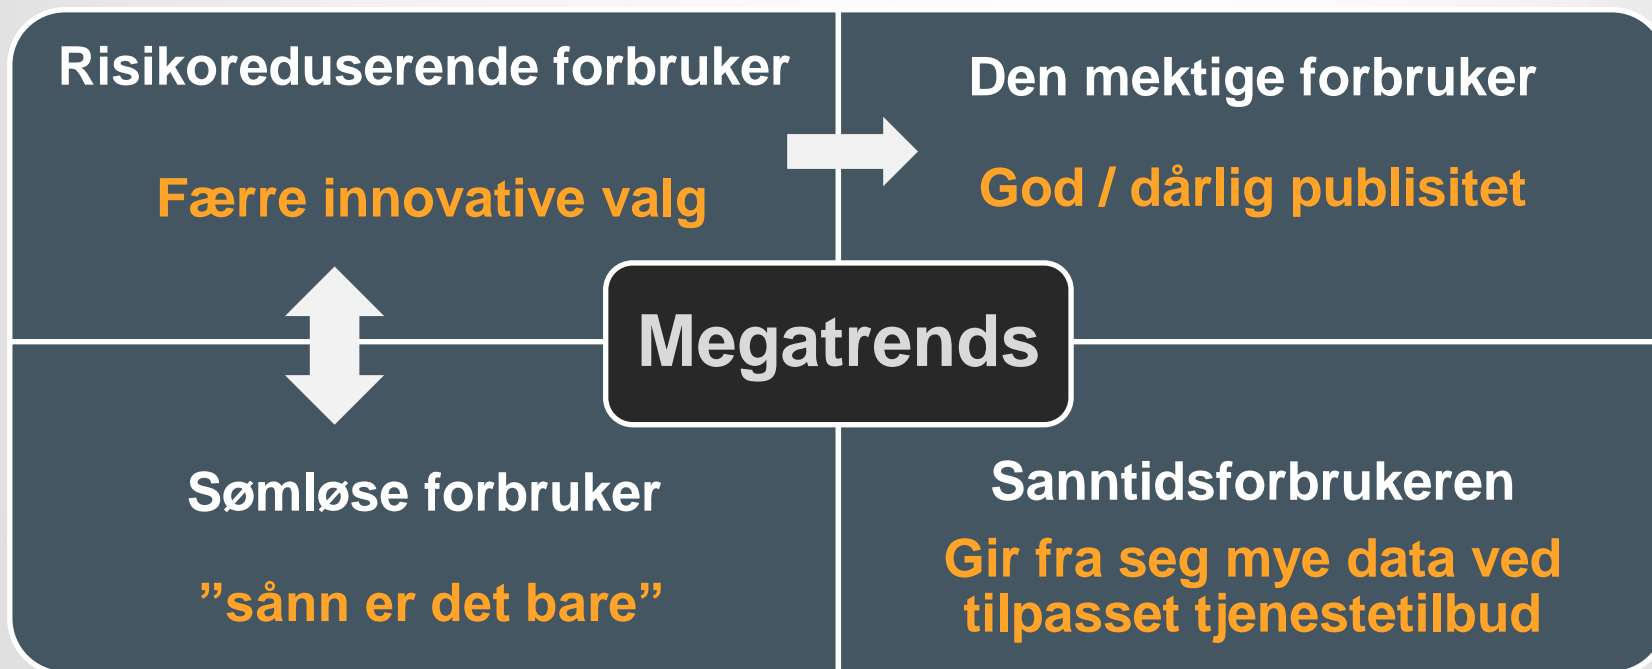 Risikoreduserende forbruker
Færre innovative valg
Den mektige forbruker
God / dårlig publisitet
Megatrends
Sømløse forbruker
”sånn er det bare”
Sanntidsforbrukeren
Gir fra seg mye data ved
tilpasset tjenestetilbud